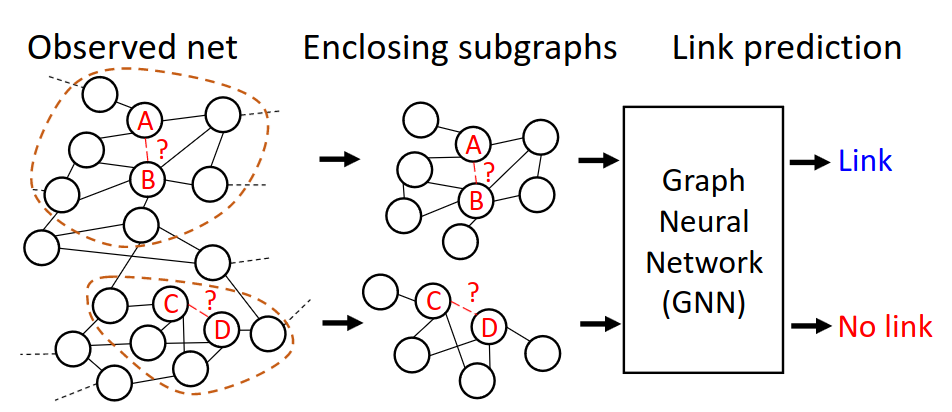 Observed net
Enclosing subgraphs
Link prediction
A
?
B
C
?
D
A
?
B
C
?
D
Graph
Neural
Network
(GNN)
Link
No link